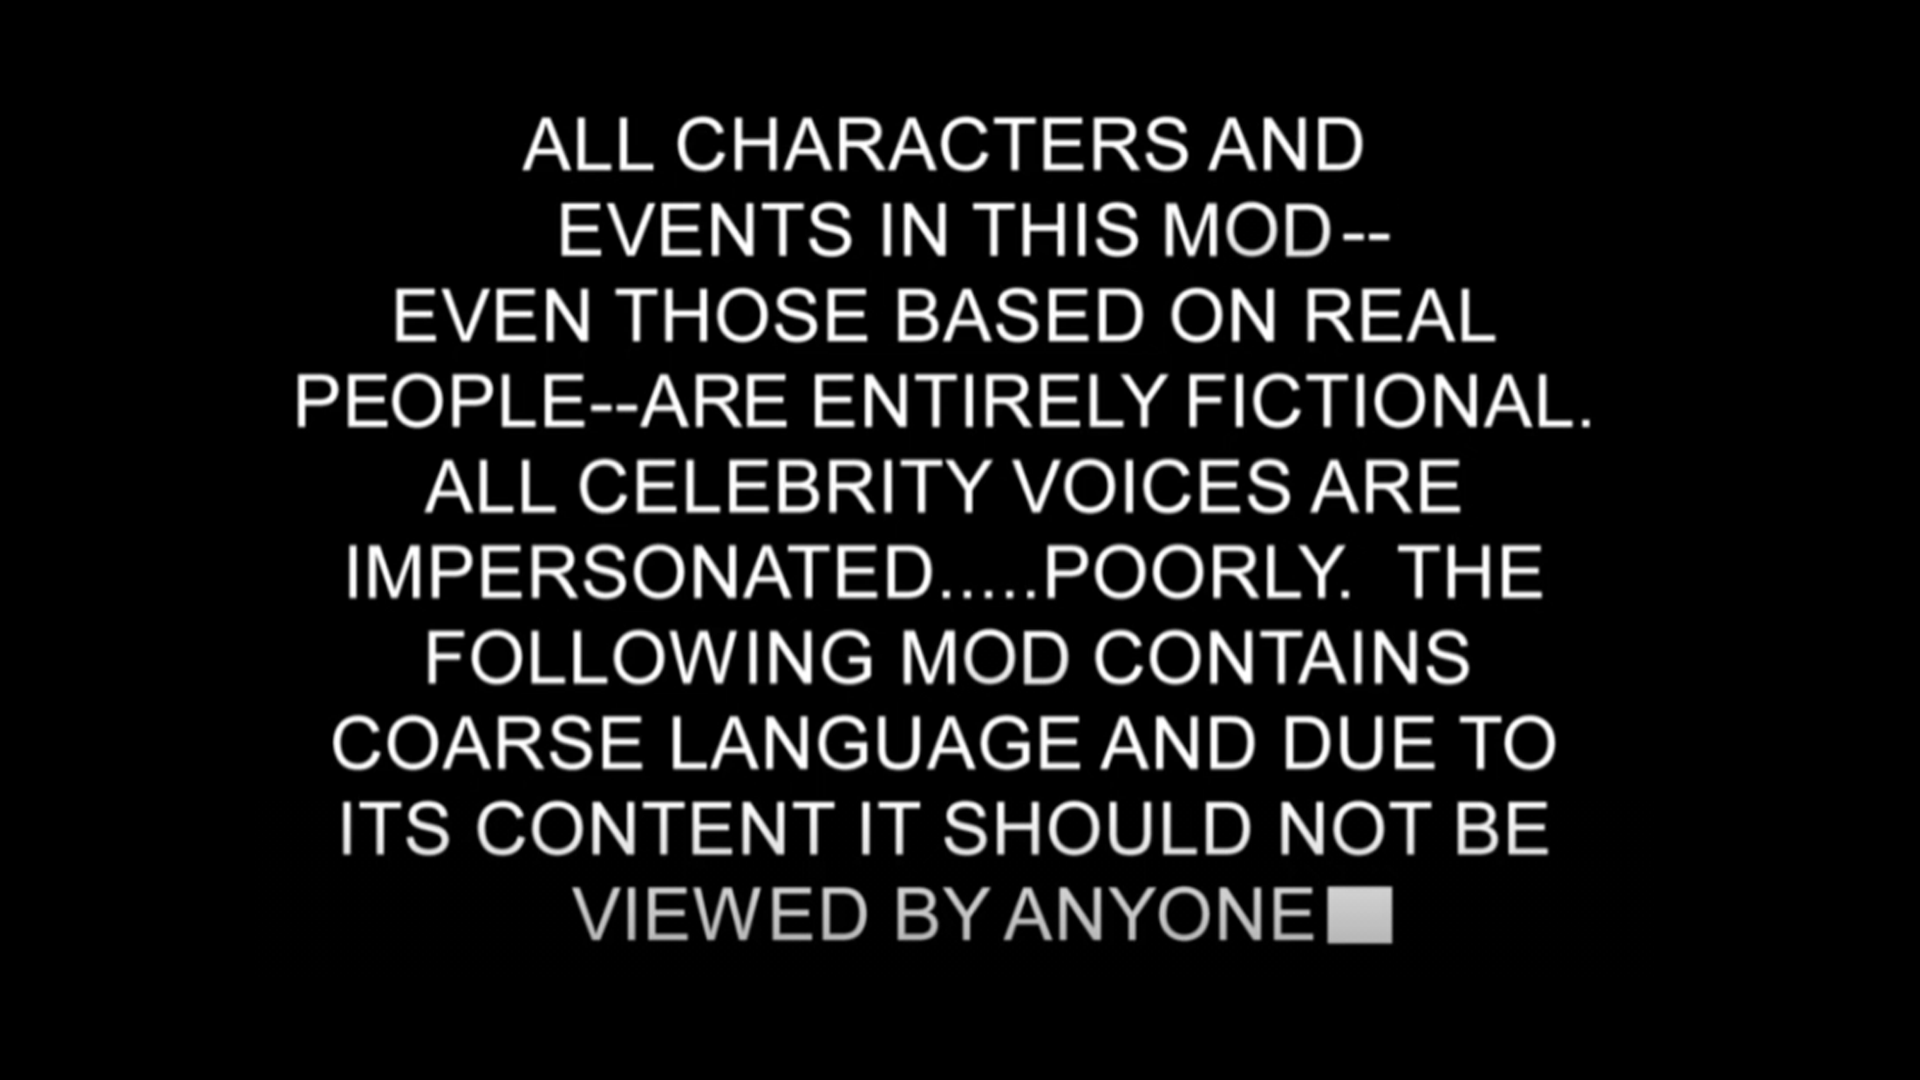 ALL CHARACTERS AND
EVENTS IN THIS MOD--
EVEN THOSE BASED ON REAL
PEOPLE--ARE ENTIRELY FICTIONAL.
ALL CELEBRITY VOICES ARE
IMPERSONATED.....POORLY.  THE
FOLLOWING MOD CONTAINS
COARSE LANGUAGE AND DUE TO
ITS CONTENT IT SHOULD NOT BE
VIEWED BY ANYONE■